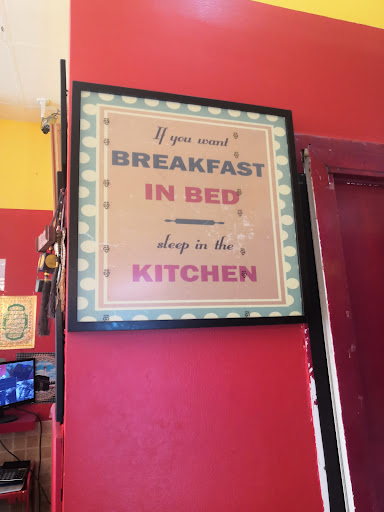 If you want
BREAKFAST
IN BED
sleep in the
KITCHEN